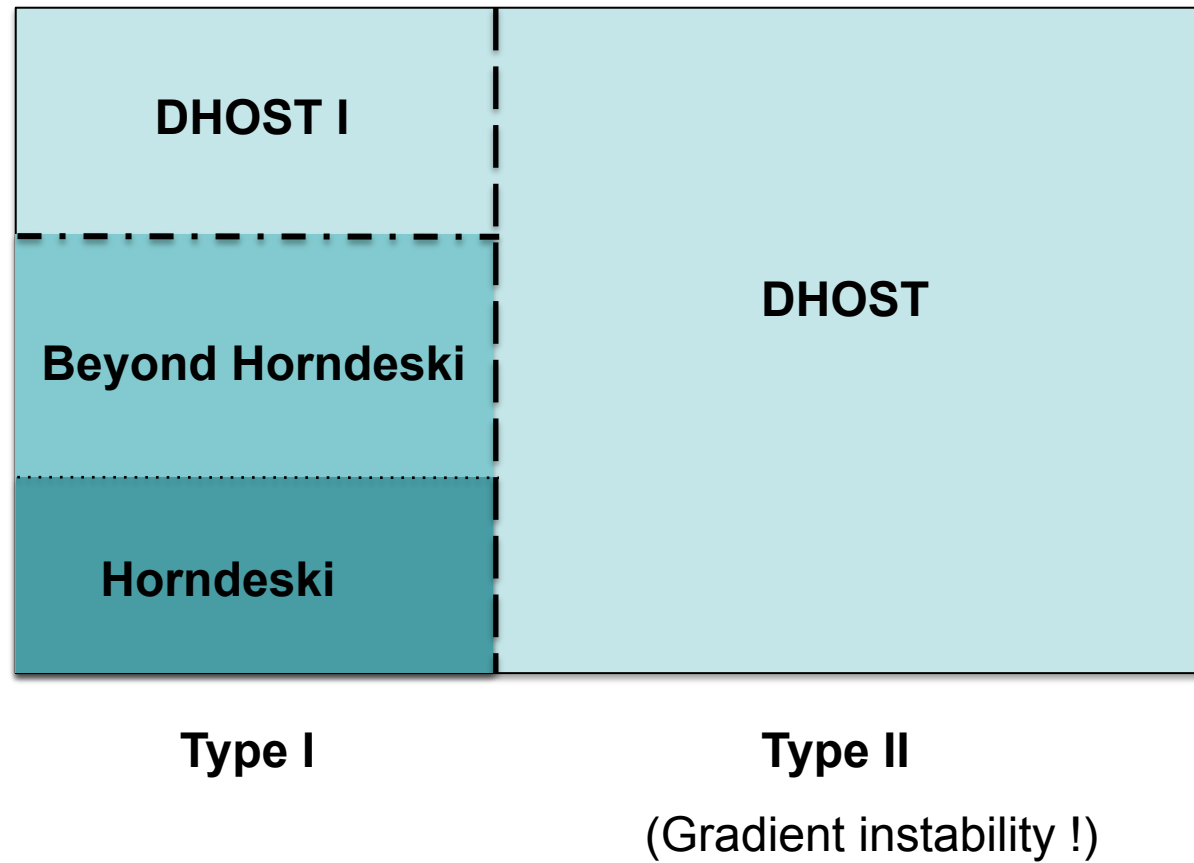 DHOST I
DHOST
Beyond Horndeski
Horndeski
Type I
Type II
(Gradient instability !)